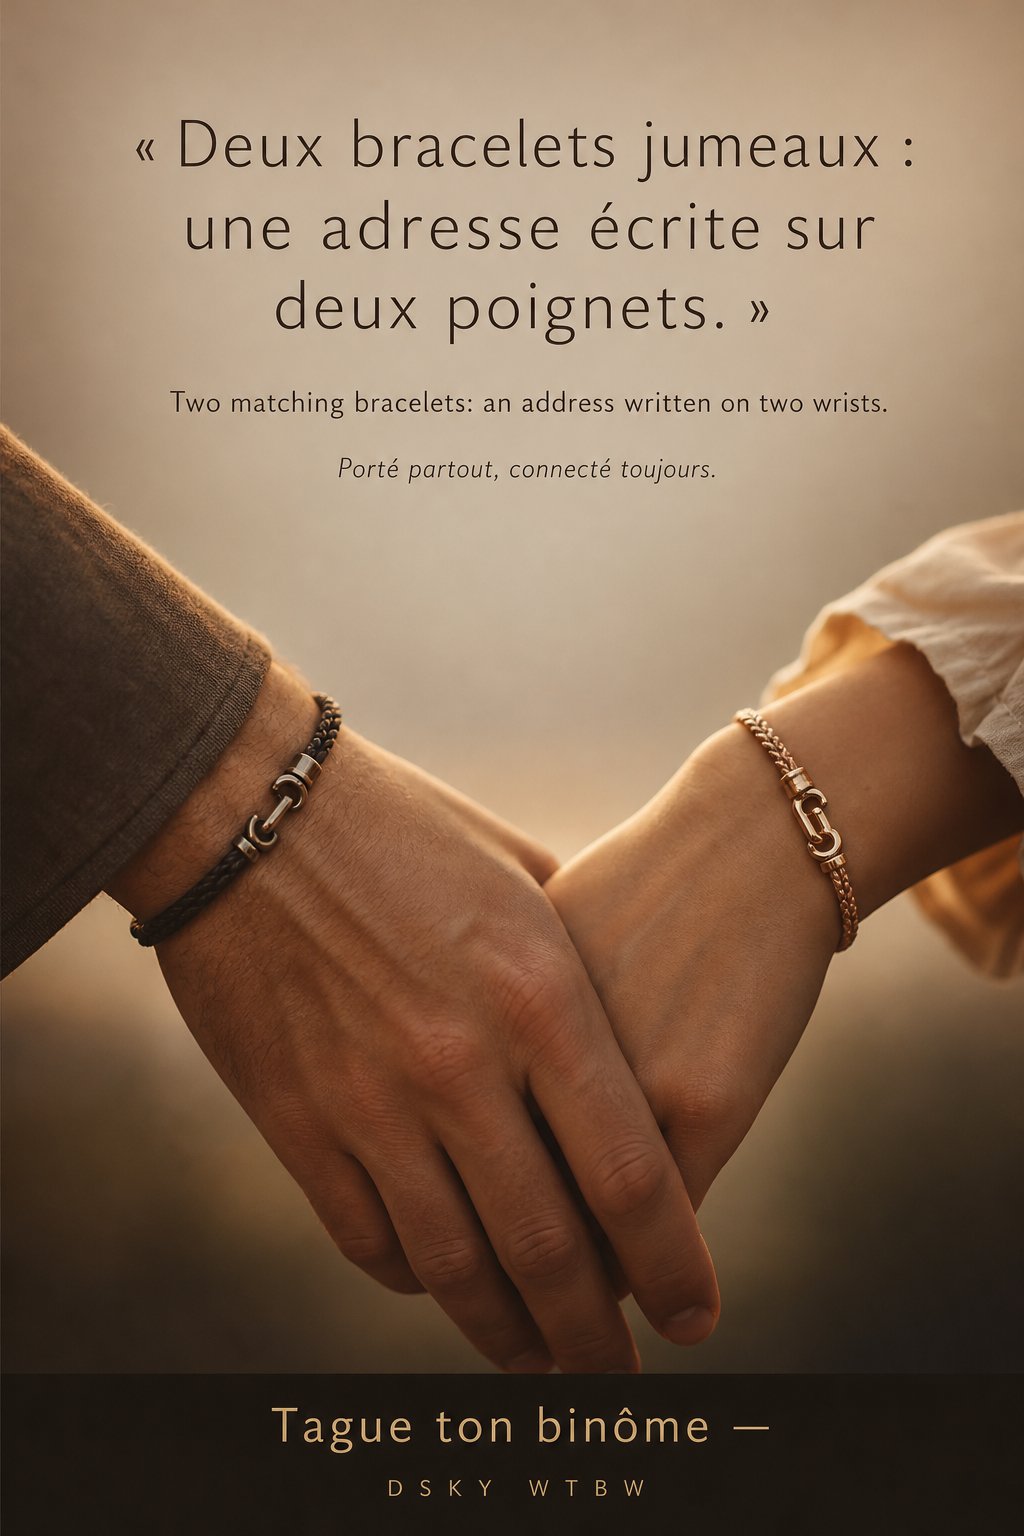 « Deux bracelets jumeaux :
une adresse écrite sur
deux poignets. »
Two matching bracelets: an address written on two wrists.
Porté partout, connecté toujours.
Tague ton binôme —
DSKY WTBW